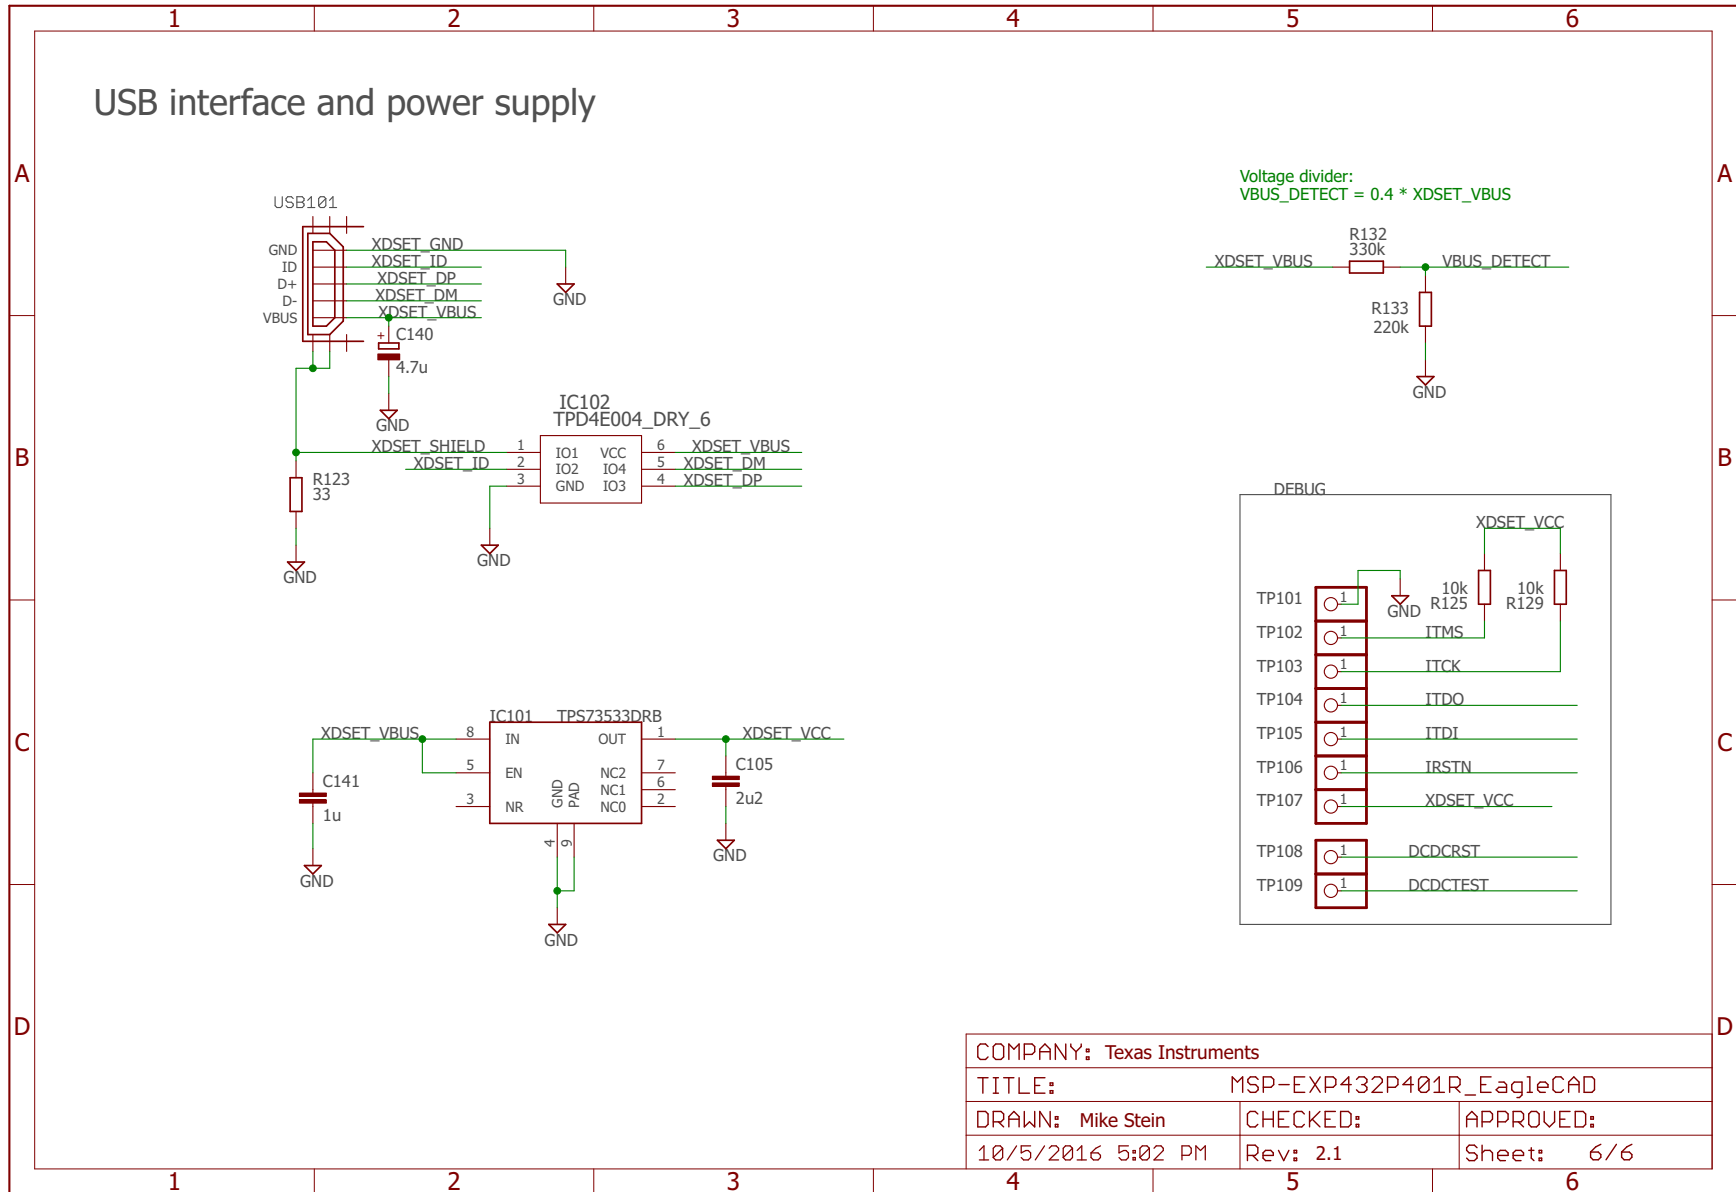 1 2 3 4 5 6
USB interface and power supply
A
A
Voltage divider:
VBUS_DETECT = 0.4 * XDSET_VBUS
USB101
GND XDSET_GND
ID XDSET_ID
D+ XDSET_DP
D- XDSET_DM
VBUS XDSET_VBUS
GND
+ C140
4.7u
GND
R132
330k
XDSET_VBUS VBUS_DETECT
R133
220k
GND
B
B
IC102
TPD4E004_DRY_6
XDSET_SHIELD 1 IO1 VCC 6 XDSET_VBUS
XDSET_ID 2 IO2 IO4 5 XDSET_DM
3 GND IO3 4 XDSET_DP
R123
33
GND
GND
DEBUG
XDSET_VCC
10k
R125
10k
R129
GND
TP101 1
TP102 1 ITMS
TP103 1 ITCK
TP104 1 ITDO
TP105 1 ITDI
TP106 1 IRSTN
TP107 1 XDSET_VCC
TP108 1 DCDCRST
TP109 1 DCDCTEST
C
C
IC101 TPS73533DRB
XDSET_VBUS 8 IN OUT 1 XDSET_VCC
5 EN NC2 7
NC1 6
3 NR NC0 2
GND PAD
4 9
C141
1u
GND
C105
2u2
GND
GND
D
D
COMPANY: Texas Instruments
TITLE: MSP-EXP432P401R_EagleCAD
DRAWN: Mike Stein CHECKED: APPROVED:
10/5/2016 5:02 PM Rev: 2.1 Sheet: 6/6
1 2 3 4 5 6